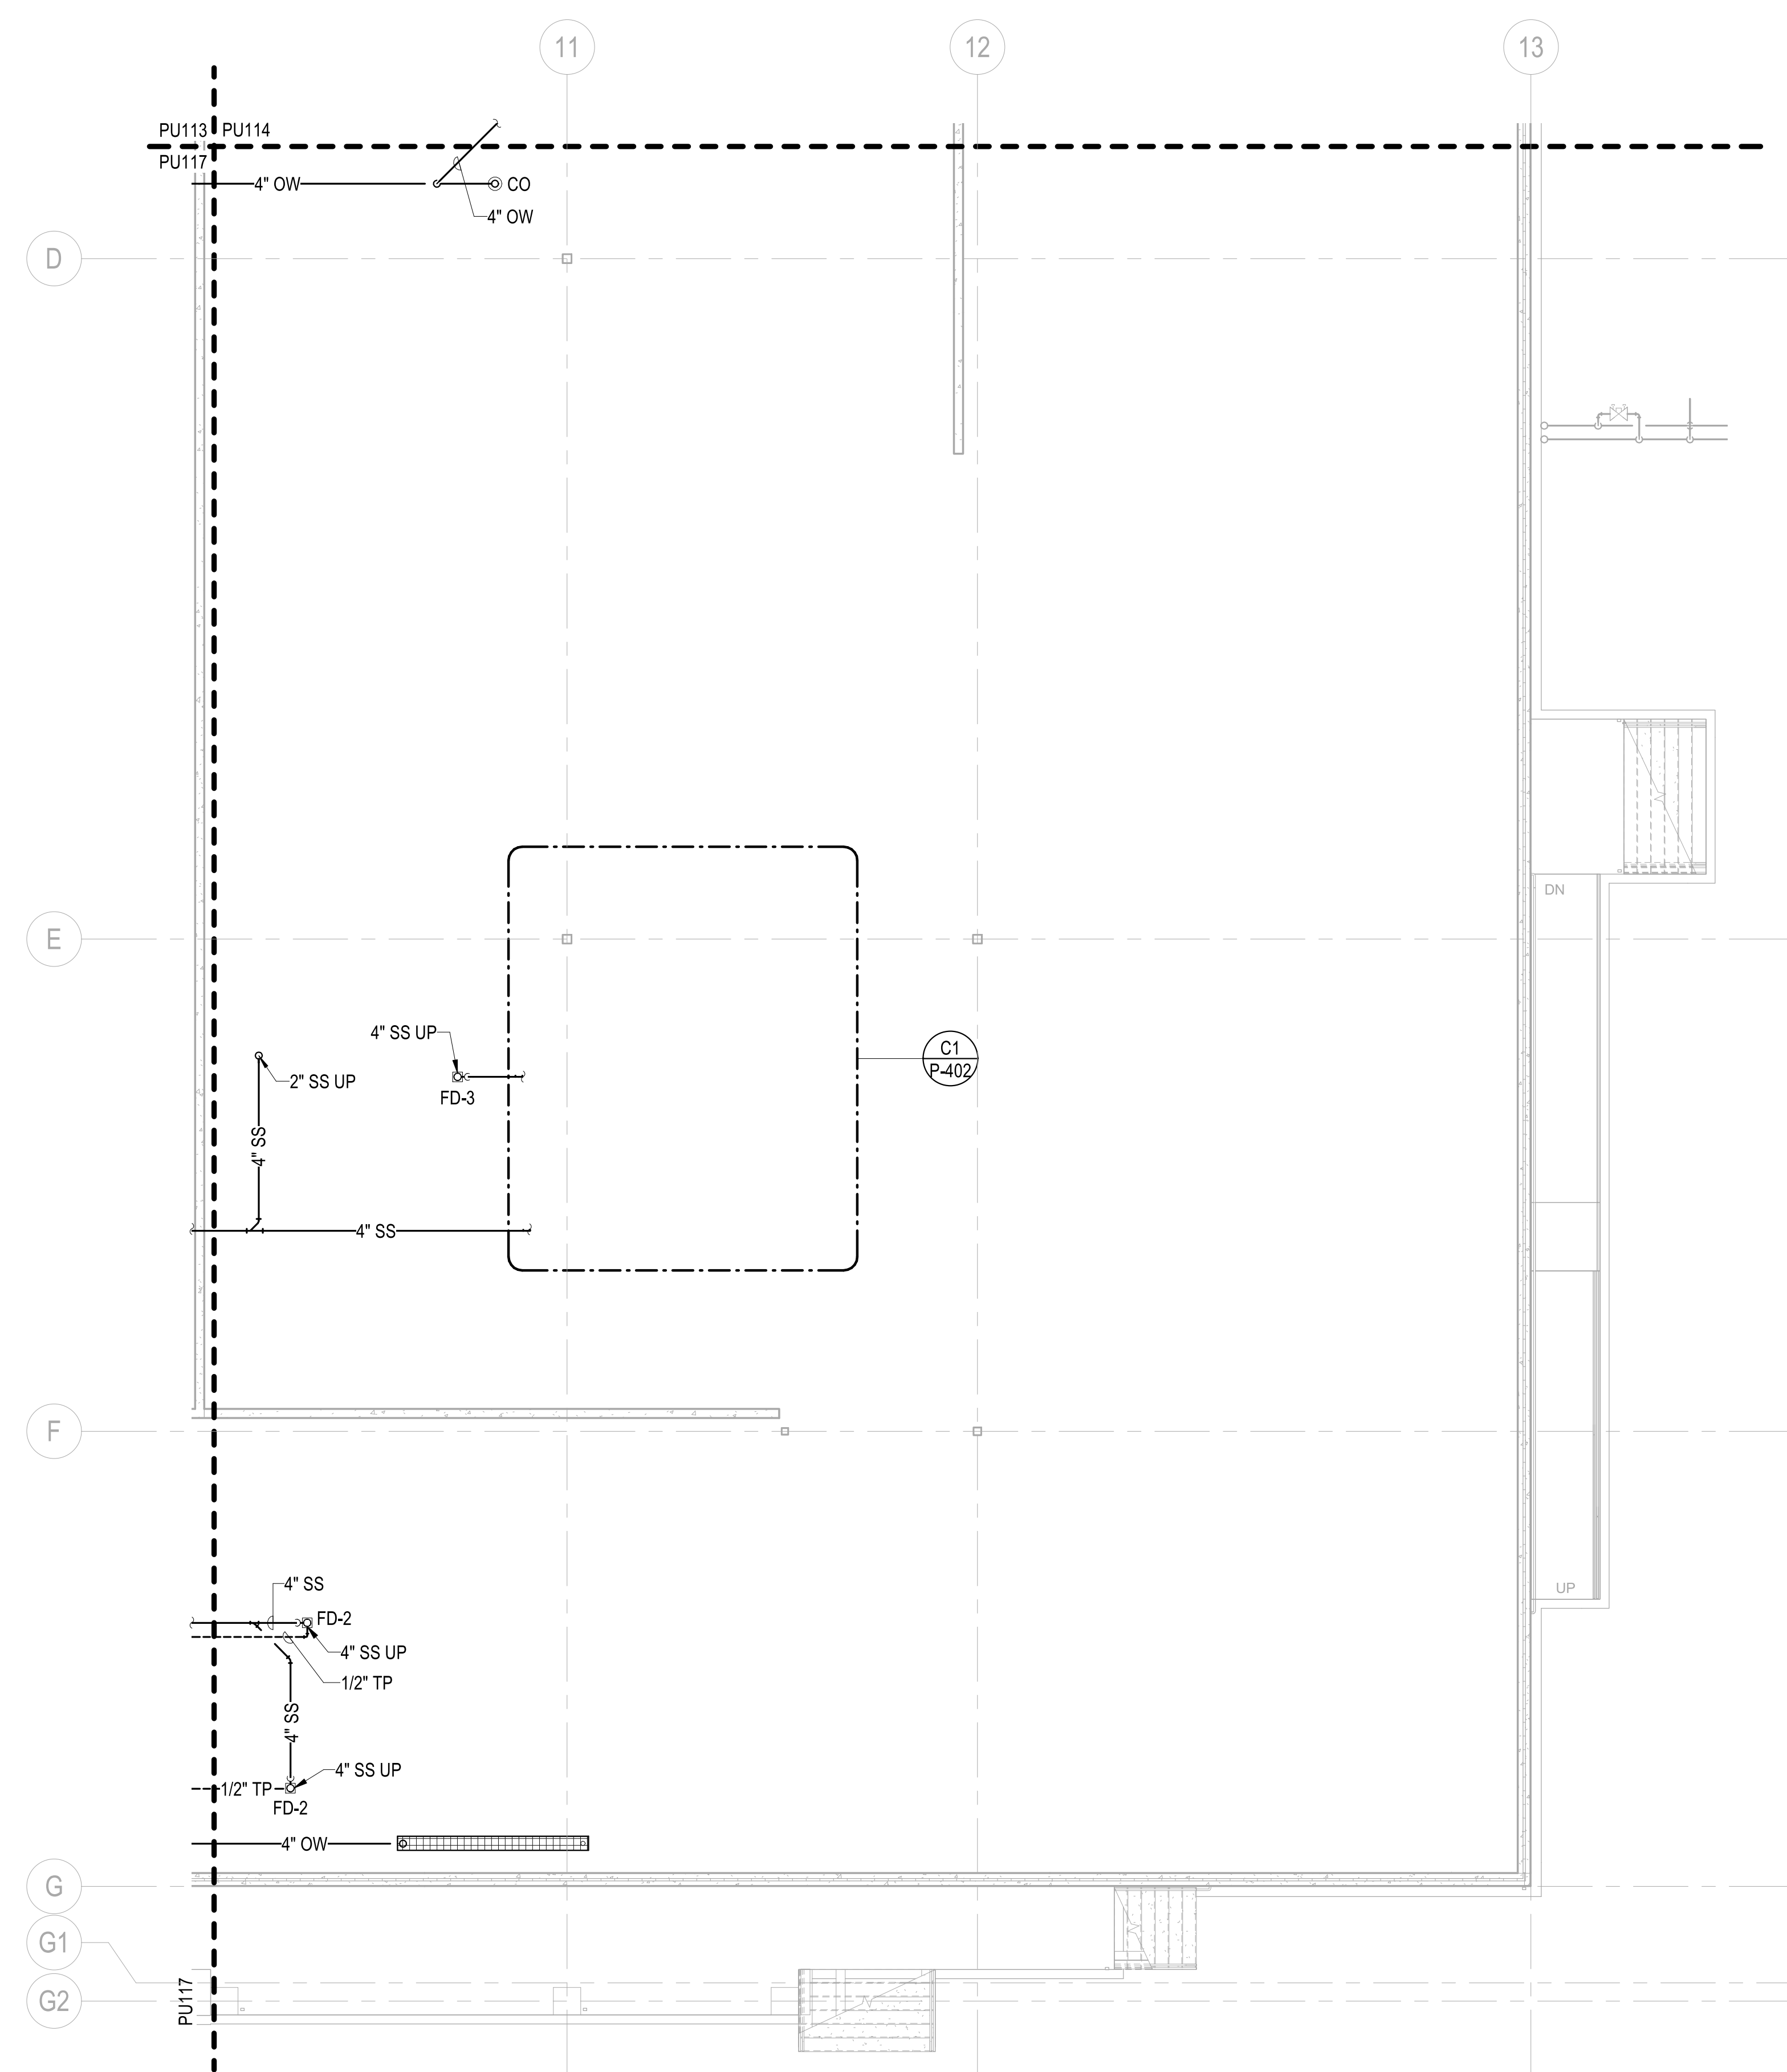 11
12
13
PU113
PU114
PU117
4" OW
CO
4" OW
D
DN
E
4" SS UP
C1
P-402
2" SS UP
FD-3
4" SS
4" SS
F
4" SS
FD-2
4" SS UP
1/2" TP
4" SS
4" SS UP
1/2" TP
FD-2
UP
4" OW
G
G1
G2
PU117